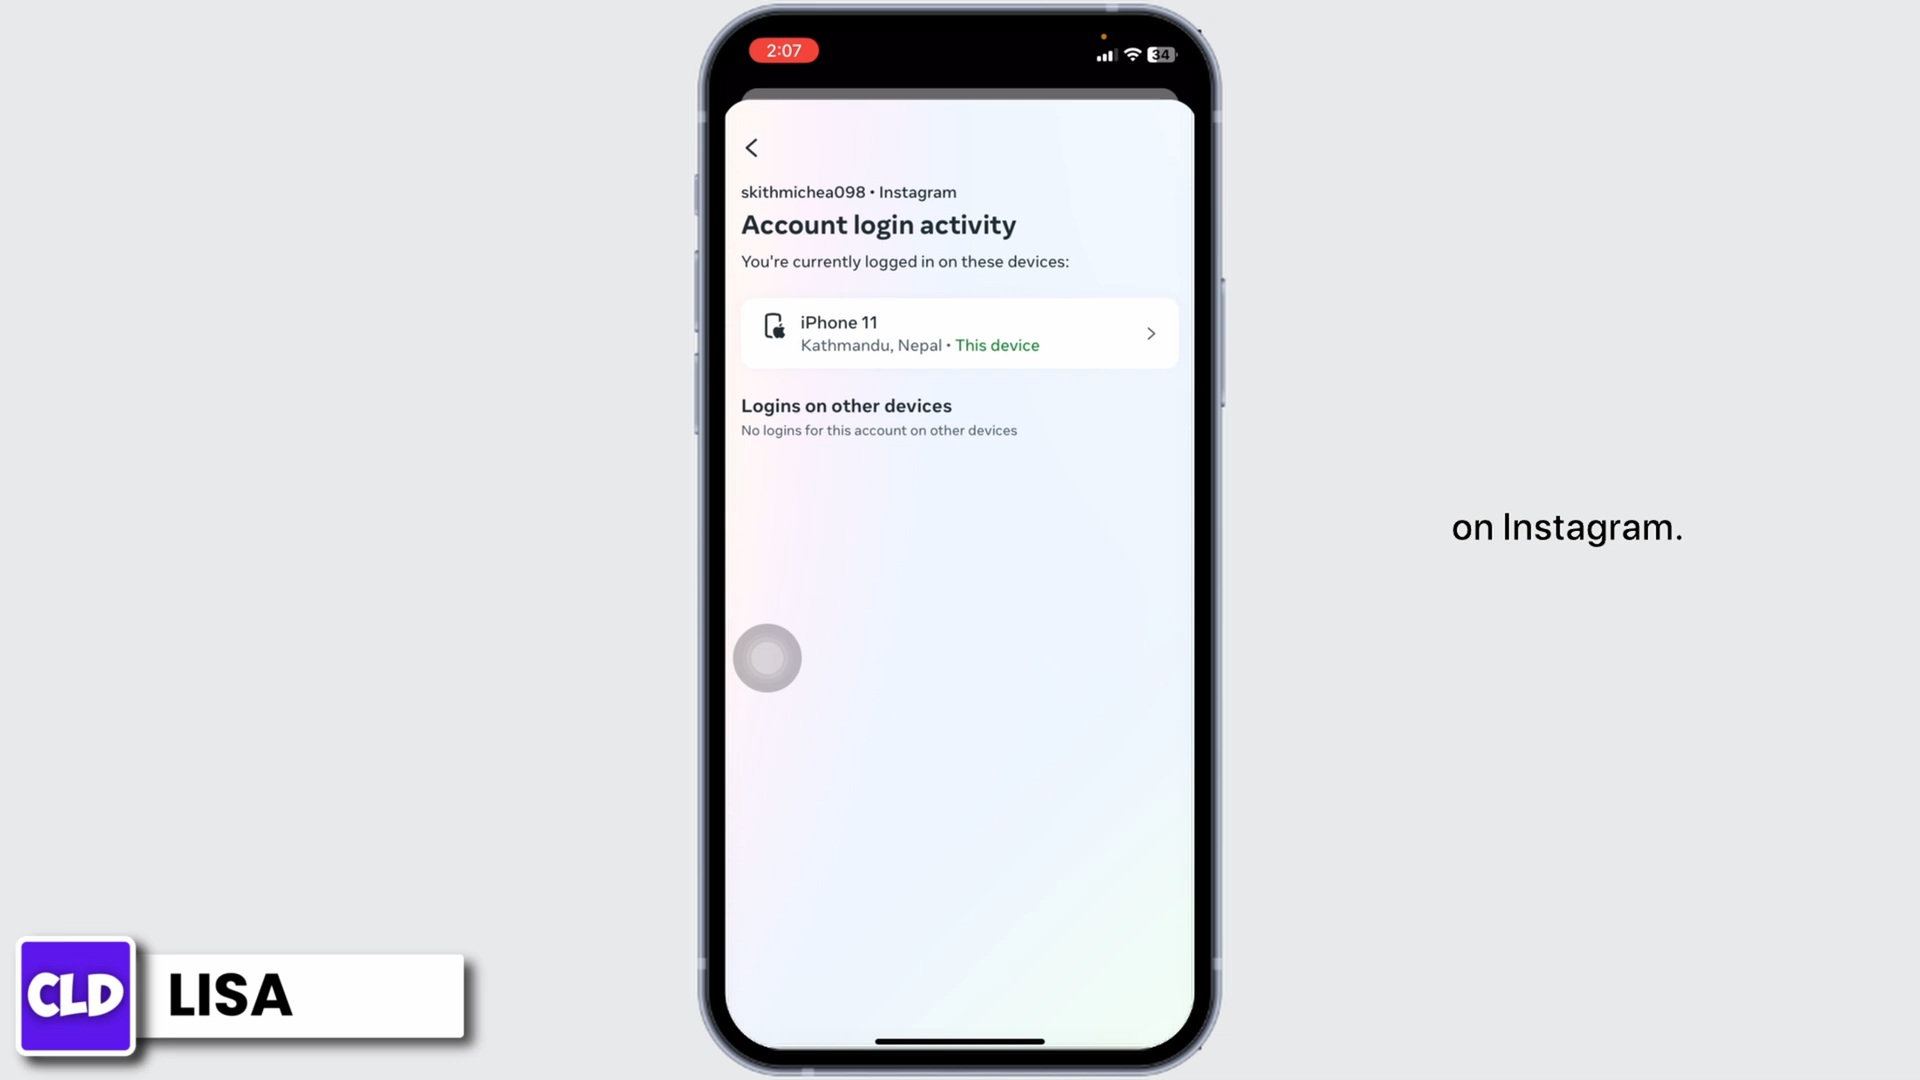 2:07
34
skithmichea098 • Instagram
Account login activity
You're currently logged in on these devices:
iPhone 11
Kathmandu, Nepal • This device
Logins on other devices
No logins for this account on other devices
on Instagram.
CLD
LISA